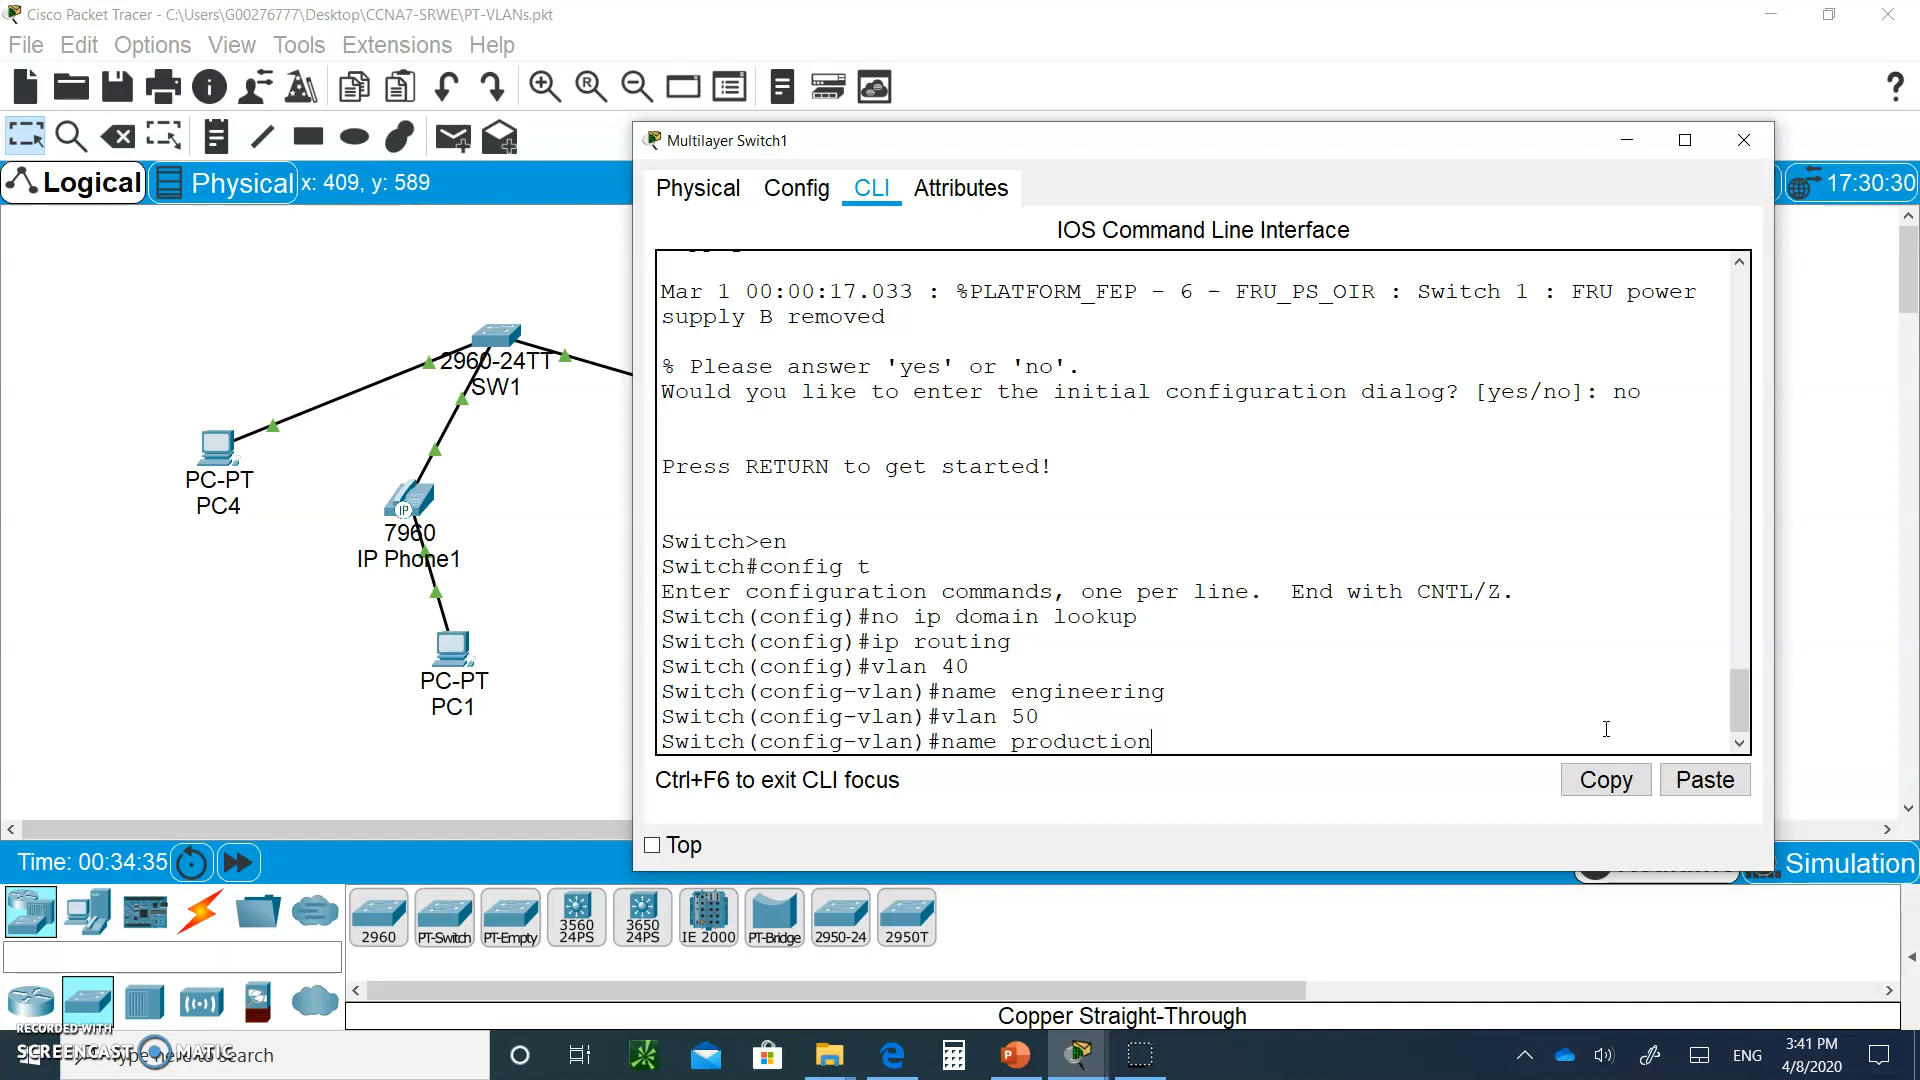 Cisco Packet Tracer - C:\Users\G00276777\Desktop\CCNA7-SRWE\PT-VLANs.pkt
File Edit Options View Tools Extensions Help
Logical Physical x: 409, y: 589
17:30:30
Multilayer Switch1
Physical Config CLI Attributes
IOS Command Line Interface
Mar 1 00:00:17.033 : %PLATFORM_FEP - 6 - FRU_PS_OIR : Switch 1 : FRU power
supply B removed
% Please answer 'yes' or 'no'.
Would you like to enter the initial configuration dialog? [yes/no]: no
Press RETURN to get started!
Switch>en
Switch#config t
Enter configuration commands, one per line.  End with CNTL/Z.
Switch(config)#no ip domain lookup
Switch(config)#ip routing
Switch(config)#vlan 40
Switch(config-vlan)#name engineering
Switch(config-vlan)#vlan 50
Switch(config-vlan)#name production
Ctrl+F6 to exit CLI focus
Copy Paste
Top
2960-24TT
SW1
PC-PT
PC4
IP
7960
IP Phone1
PC-PT
PC1
Time: 00:34:35
Simulation
2960
PT-Switch
PT-Empty
3560
24PS
3650
24PS
IE 2000
PT-Bridge
2950-24
2950T
Copper Straight-Through
RECORDED WITH
SCREENCAST MATIC
Type here to search
ENG
3:41 PM
4/8/2020